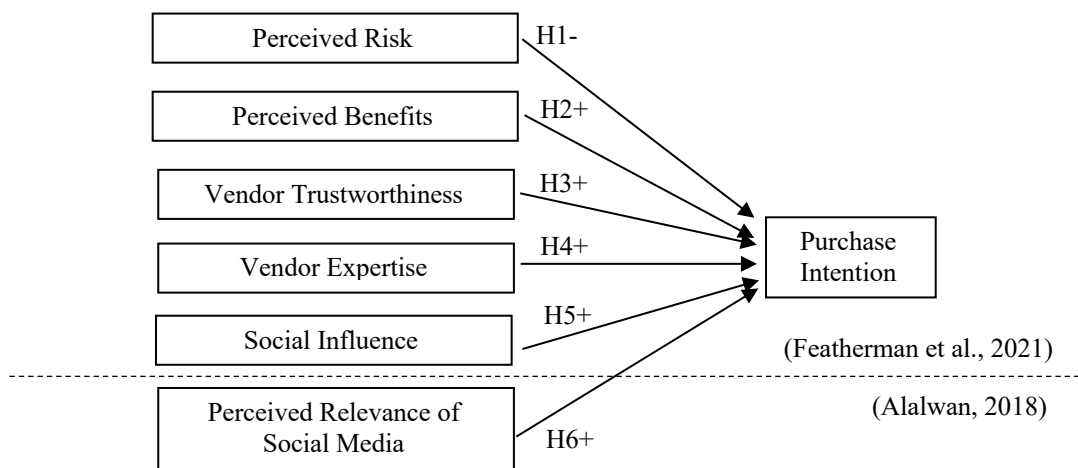 Perceived Risk
H1-
Perceived Benefits
H2+
Vendor Trustworthiness
H3+
Vendor Expertise
H4+
Purchase
Intention
Social Influence
H5+
(Featherman et al., 2021)
(Alalwan, 2018)
Perceived Relevance of
Social Media
H6+